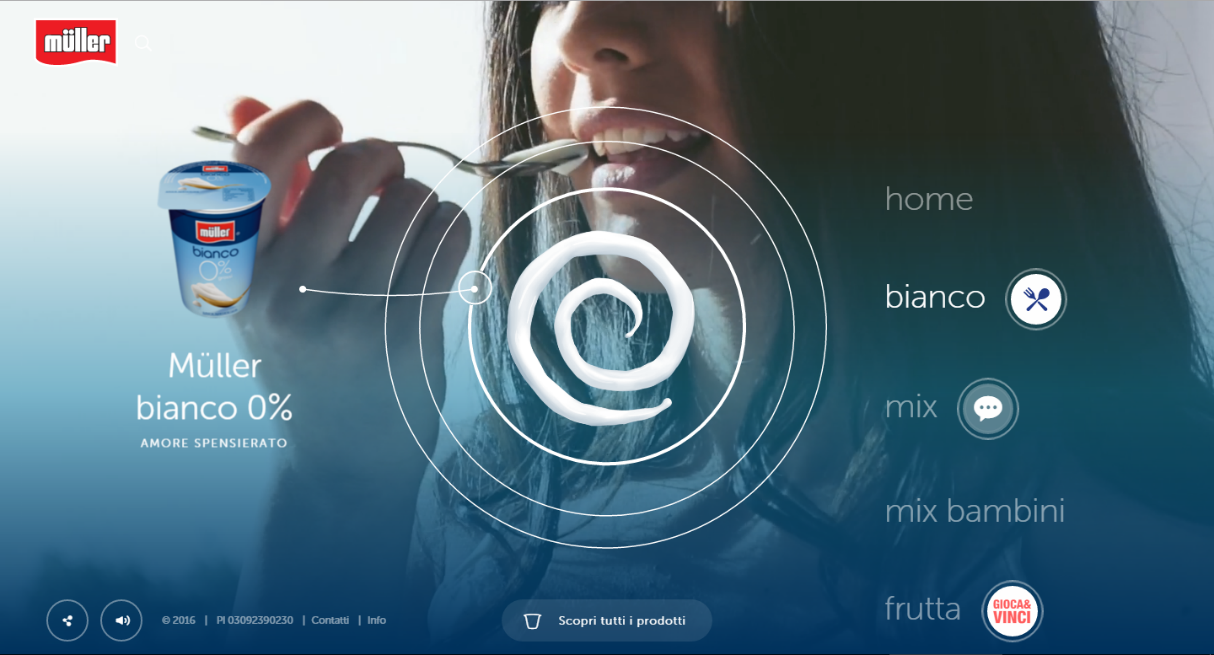 müller
müller
bianco
0%
Müller
bianco 0%
AMORE SPENSIERATO
home
bianco
mix
mix bambini
frutta
GIOCA&
VINCI
© 2016 | PI 03092390230 | Contatti | Info
Scopri tutti i prodotti